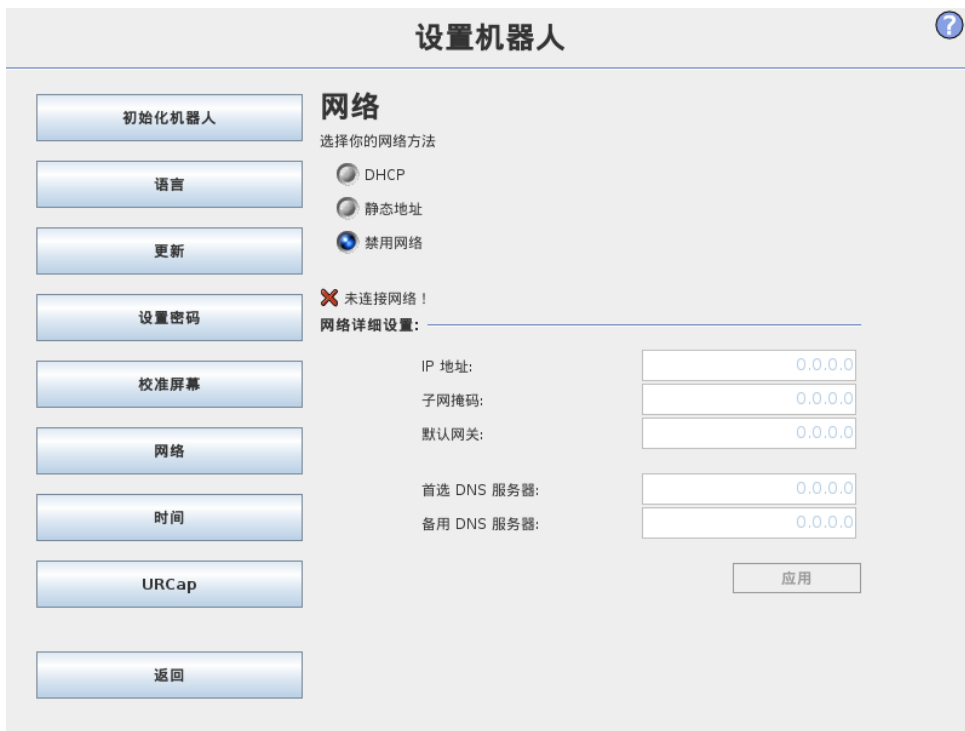 设置机器人
?
初始化机器人
语言
更新
设置密码
校准屏幕
网络
时间
URCap
返回
网络
选择你的网络方法
DHCP
静态地址
禁用网络
未连接网络！
网络详细设置:
IP 地址: 0.0.0.0
子网掩码: 0.0.0.0
默认网关: 0.0.0.0
首选 DNS 服务器: 0.0.0.0
备用 DNS 服务器: 0.0.0.0
应用